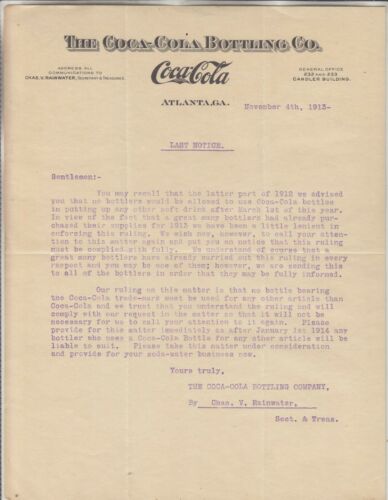 THE COCA-COLA BOTTLING CO.
ADDRESS ALL
COMMUNICATIONS TO
CHAS. V. RAINWATER, SECRETARY & TREASURER.
Coca-Cola
GENERAL OFFICE
232 AND 233
CANDLER BUILDING.
ATLANTA, GA.
November 4th, 1913-
LAST NOTICE.
Gentlemen:-
You may recall that the latter part of 1912 we advised
you that no bottlers would be allowed to use Coca-Cola bottles
in putting up any other soft drink after March 1st of this year.
In view of the fact that a great many bottlers had already pur-
chased their supplies for 1913 we have been a little lenient in
enforcing this ruling. We wish now, however, to call your atten-
tion to this matter again and put you on notice that this ruling
must be complied with fully. We understand of course that a
great many bottlers have already carried out this ruling in every
respect and you may be one of them; however, we are sending this
to all of the bottlers in order that they may be fully informed.
Our ruling on this matter is that no bottle bearing
the Coca-Cola trade-mark must be used for any other article than
Coca-Cola and we trust that you understand the ruling and will
comply with our request in the matter so that it will not be
necessary for us to call your attention to it again. Please
provide for this matter immediately as after January 1st 1914 any
bottler who uses a Coca-Cola Bottle for any other article will be
liable to suit. Please take this matter under consideration
and provide for your soda-water business now.
Yours truly,
THE COCA-COLA BOTTLING COMPANY,
By Chas. V. Rainwater,
Sect. & Treas.